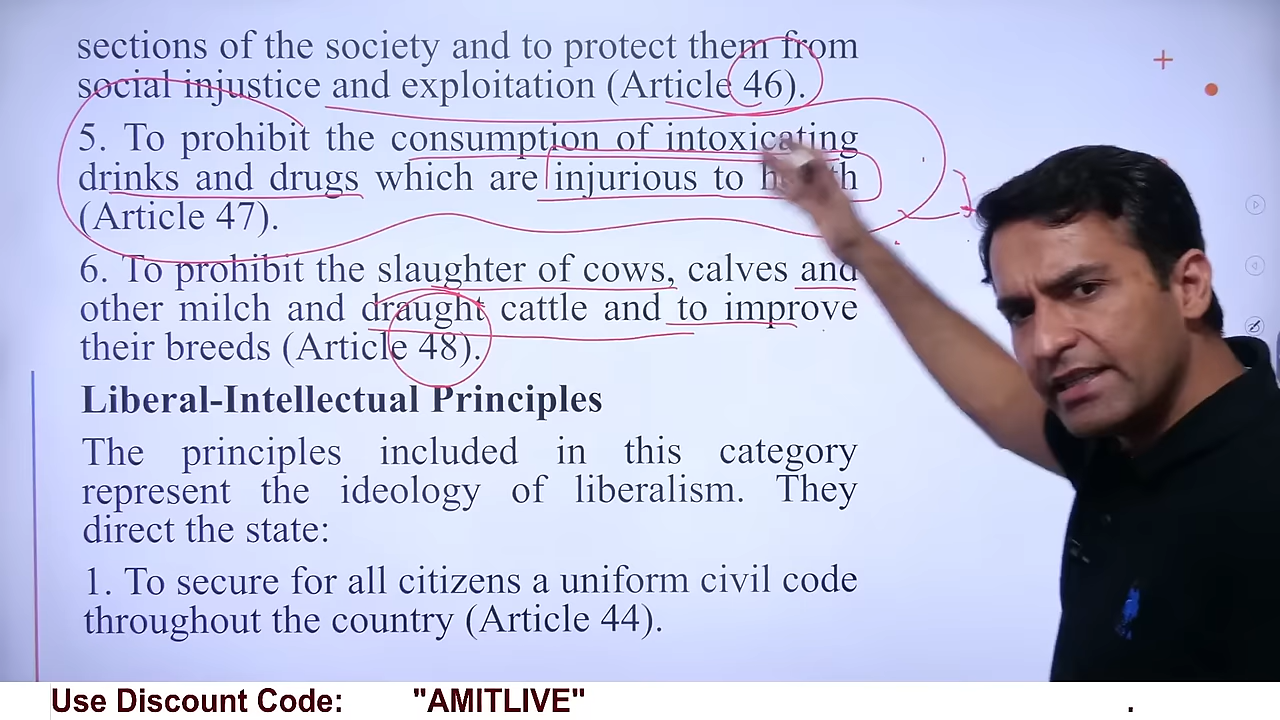 sections of the society and to protect them from
social injustice and exploitation (Article 46).
5. To prohibit the consumption of intoxicating
drinks and drugs which are injurious to health
(Article 47).
6. To prohibit the slaughter of cows, calves and
other milch and draught cattle and to improve
their breeds (Article 48).
Liberal-Intellectual Principles
The principles included in this category
represent the ideology of liberalism. They
direct the state:
1. To secure for all citizens a uniform civil code
throughout the country (Article 44).
Use Discount Code: "AMITLIVE" .